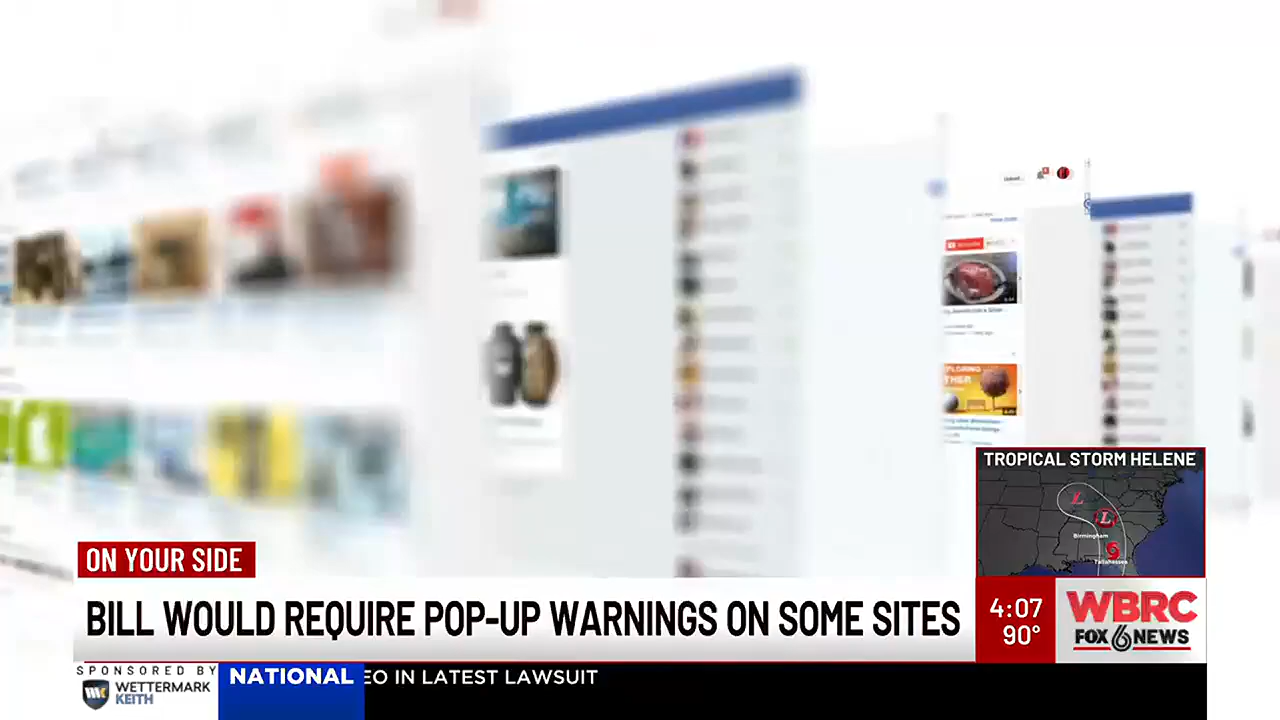 TROPICAL STORM HELENE
L
L
Birmingham
Tallahassee
ON YOUR SIDE
BILL WOULD REQUIRE POP-UP WARNINGS ON SOME SITES
4:07
90°
WBRC
FOX 6 NEWS
SPONSORED BY
WETTERMARK
KEITH
NATIONAL
EO IN LATEST LAWSUIT